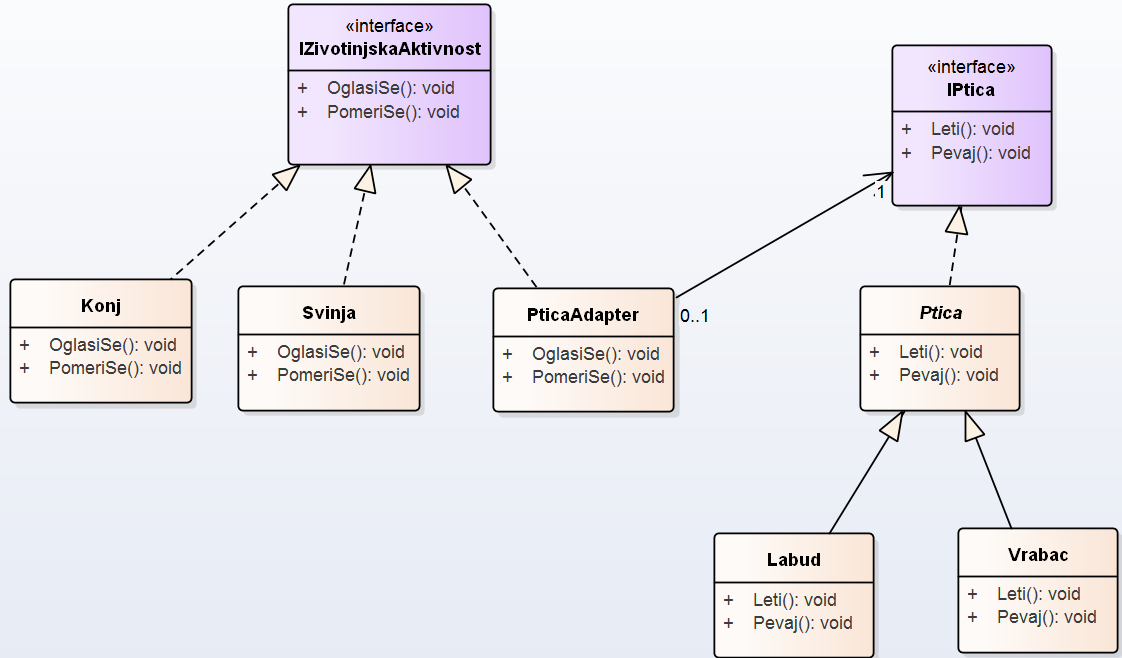 «interface»
IZivotinjskaAktivnost
+ OglasiSe(): void
+ PomeriSe(): void
«interface»
IPtica
+ Leti(): void
+ Pevaj(): void
1
0..1
Konj
+ OglasiSe(): void
+ PomeriSe(): void
Svinja
+ OglasiSe(): void
+ PomeriSe(): void
PticaAdapter
+ OglasiSe(): void
+ PomeriSe(): void
Ptica
+ Leti(): void
+ Pevaj(): void
Labud
+ Leti(): void
+ Pevaj(): void
Vrabac
+ Leti(): void
+ Pevaj(): void